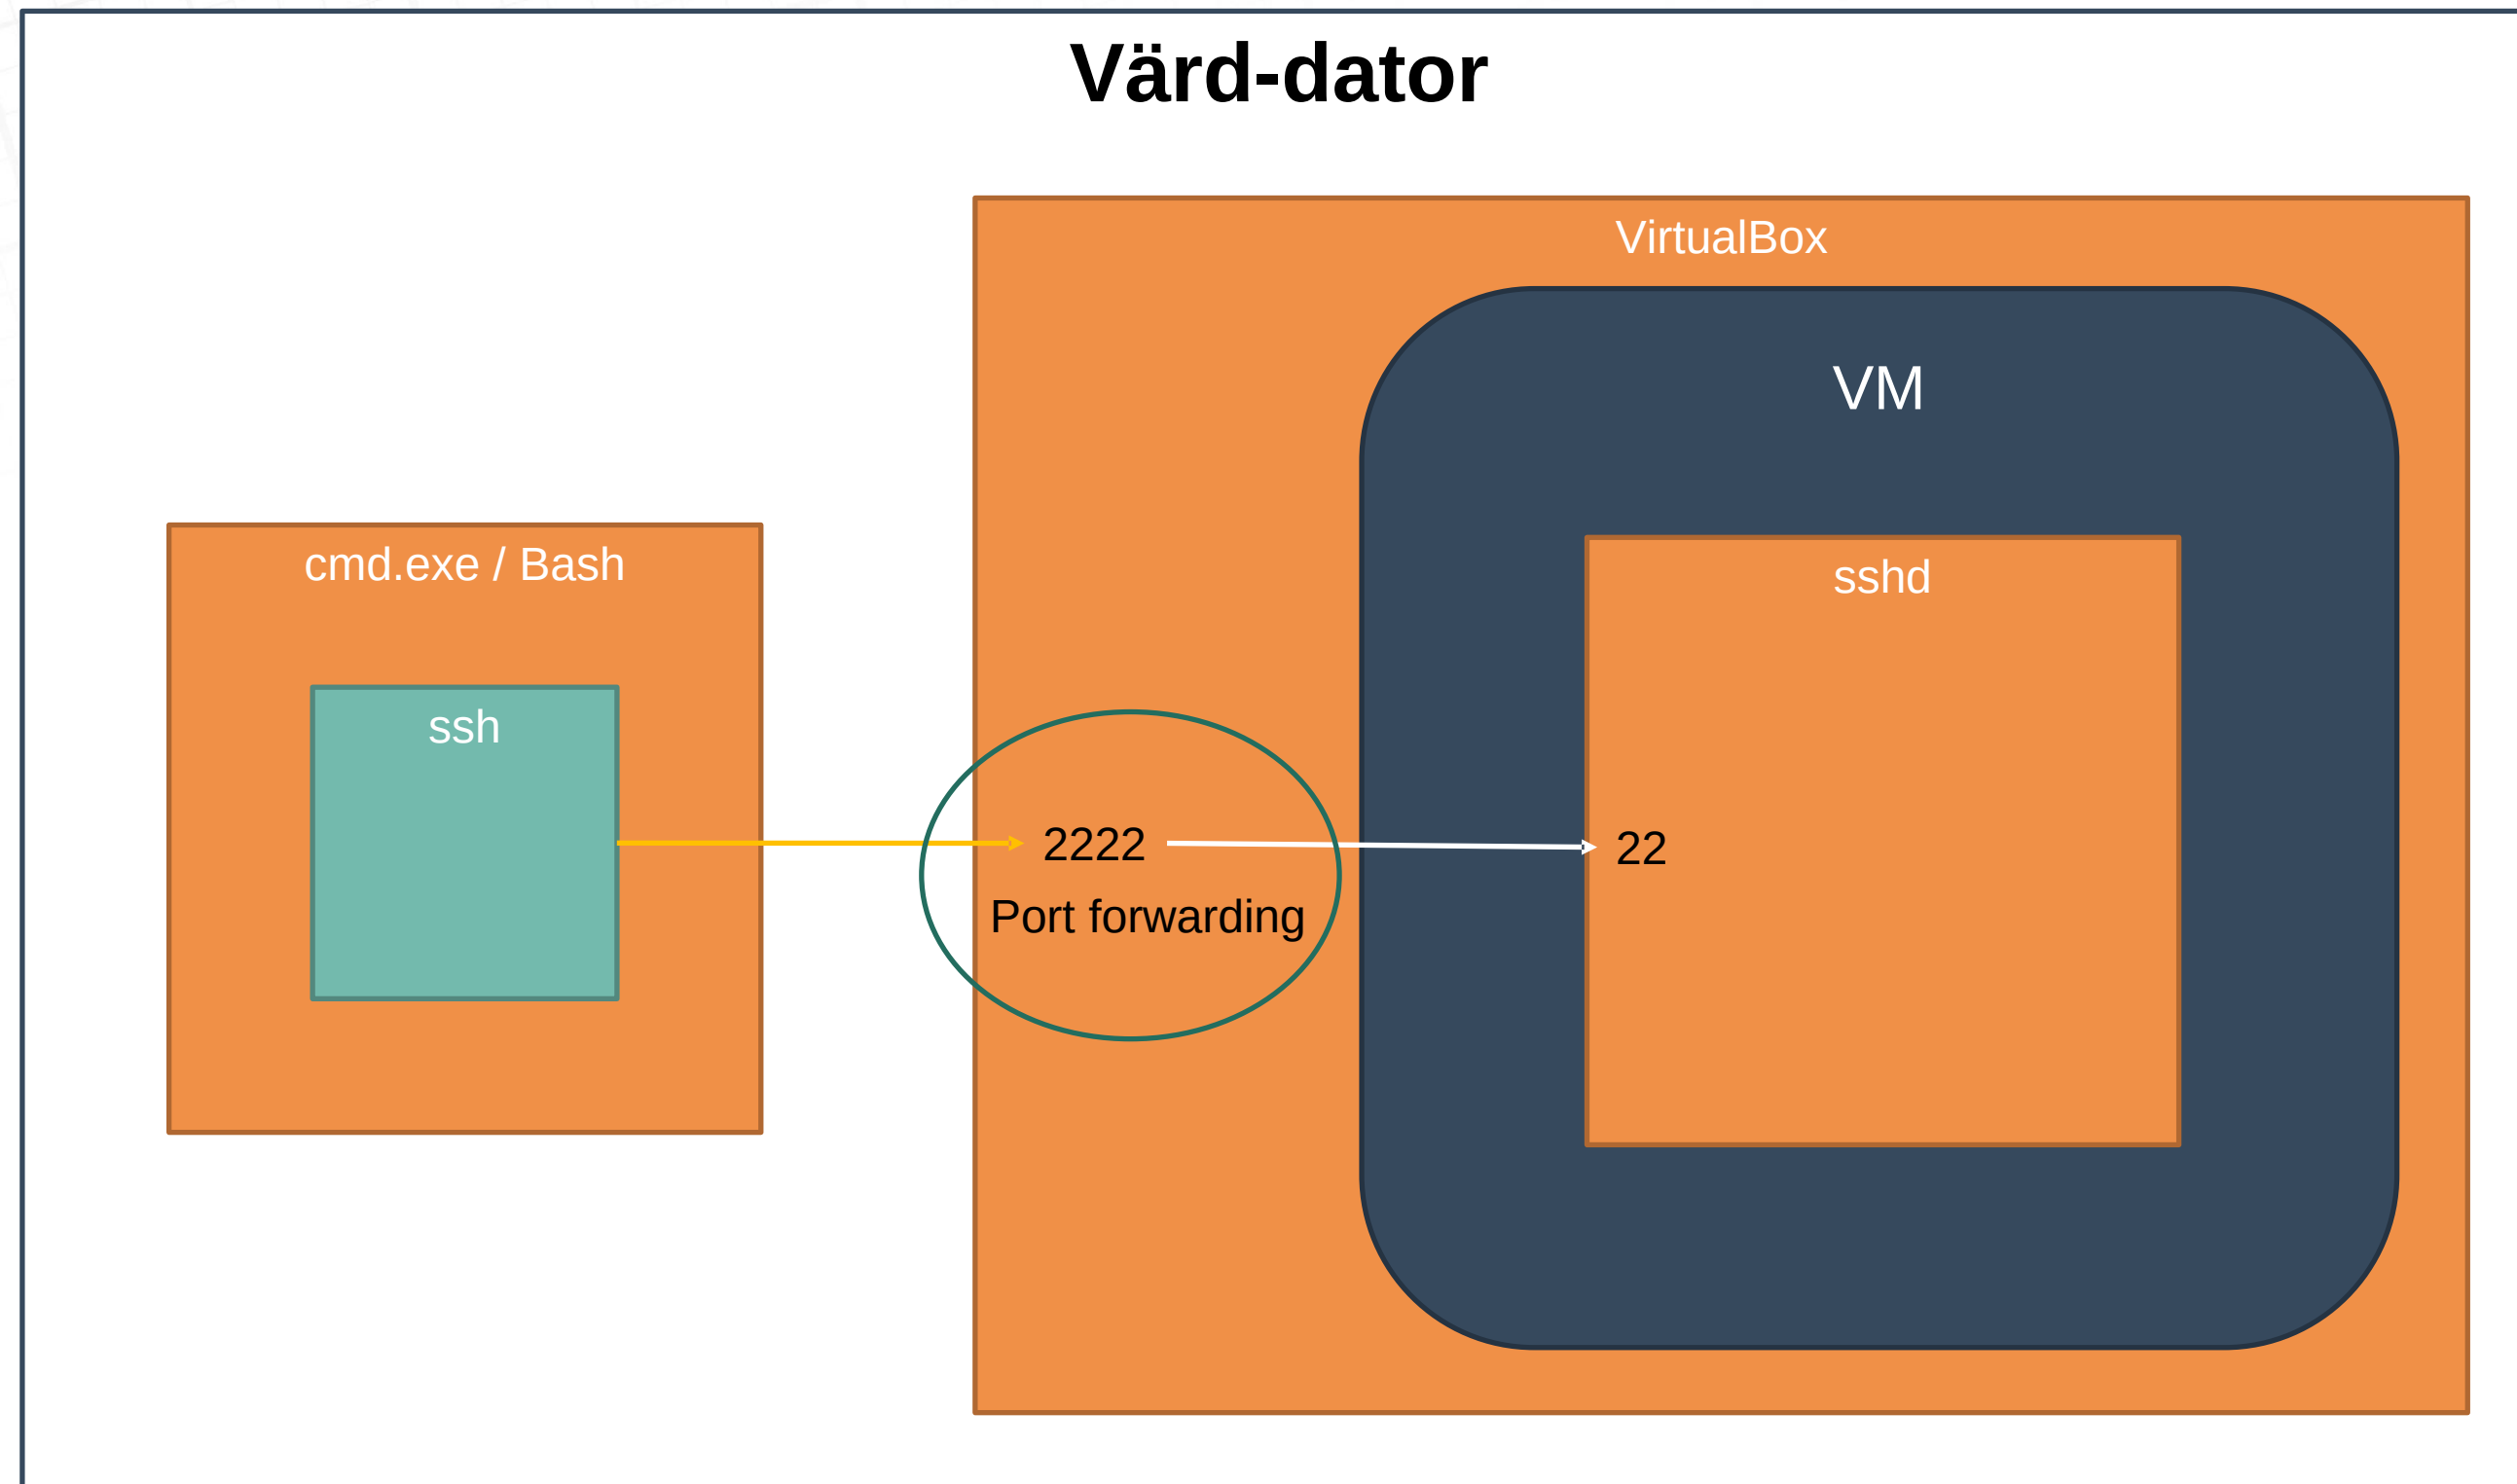 Värd-dator
VirtualBox
VM
cmd.exe / Bash
sshd
ssh
2222
22
Port forwarding